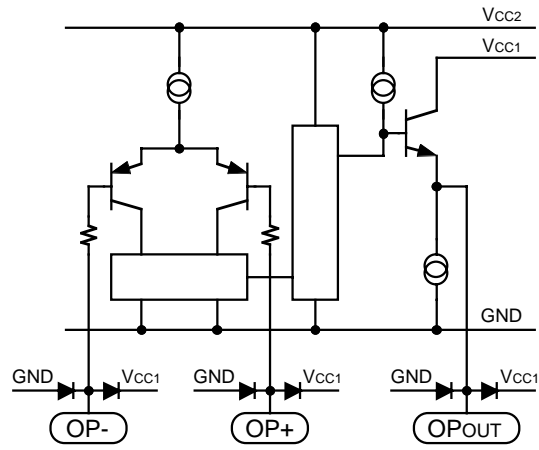 VCC2
VCC1
GND
GND VCC1 GND VCC1 GND VCC1
OP- OP+ OPOUT